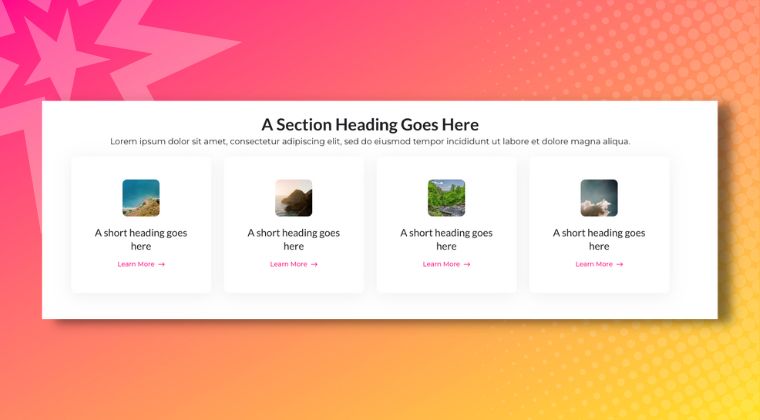 A Section Heading Goes Here
Lorem ipsum dolor sit amet, consectetur adipiscing elit, sed do eiusmod tempor incididunt ut labore et dolore magna aliqua.
A short heading goes
here
Learn More →
A short heading goes
here
Learn More →
A short heading goes
here
Learn More →
A short heading goes
here
Learn More →